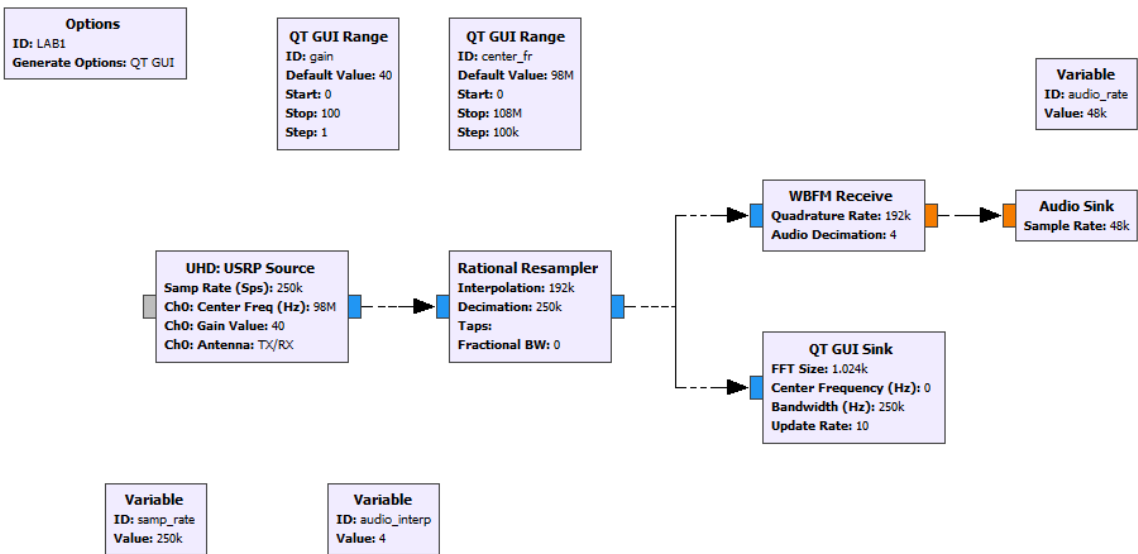 Options
ID: LAB1
Generate Options: QT GUI
QT GUI Range
ID: gain
Default Value: 40
Start: 0
Stop: 100
Step: 1
QT GUI Range
ID: center_fr
Default Value: 98M
Start: 0
Stop: 108M
Step: 100k
Variable
ID: audio_rate
Value: 48k
WBFM Receive
Quadrature Rate: 192k
Audio Decimation: 4
Audio Sink
Sample Rate: 48k
UHD: USRP Source
Samp Rate (Sps): 250k
Ch0: Center Freq (Hz): 98M
Ch0: Gain Value: 40
Ch0: Antenna: TX/RX
Rational Resampler
Interpolation: 192k
Decimation: 250k
Taps:
Fractional BW: 0
QT GUI Sink
FFT Size: 1.024k
Center Frequency (Hz): 0
Bandwidth (Hz): 250k
Update Rate: 10
Variable
ID: samp_rate
Value: 250k
Variable
ID: audio_interp
Value: 4